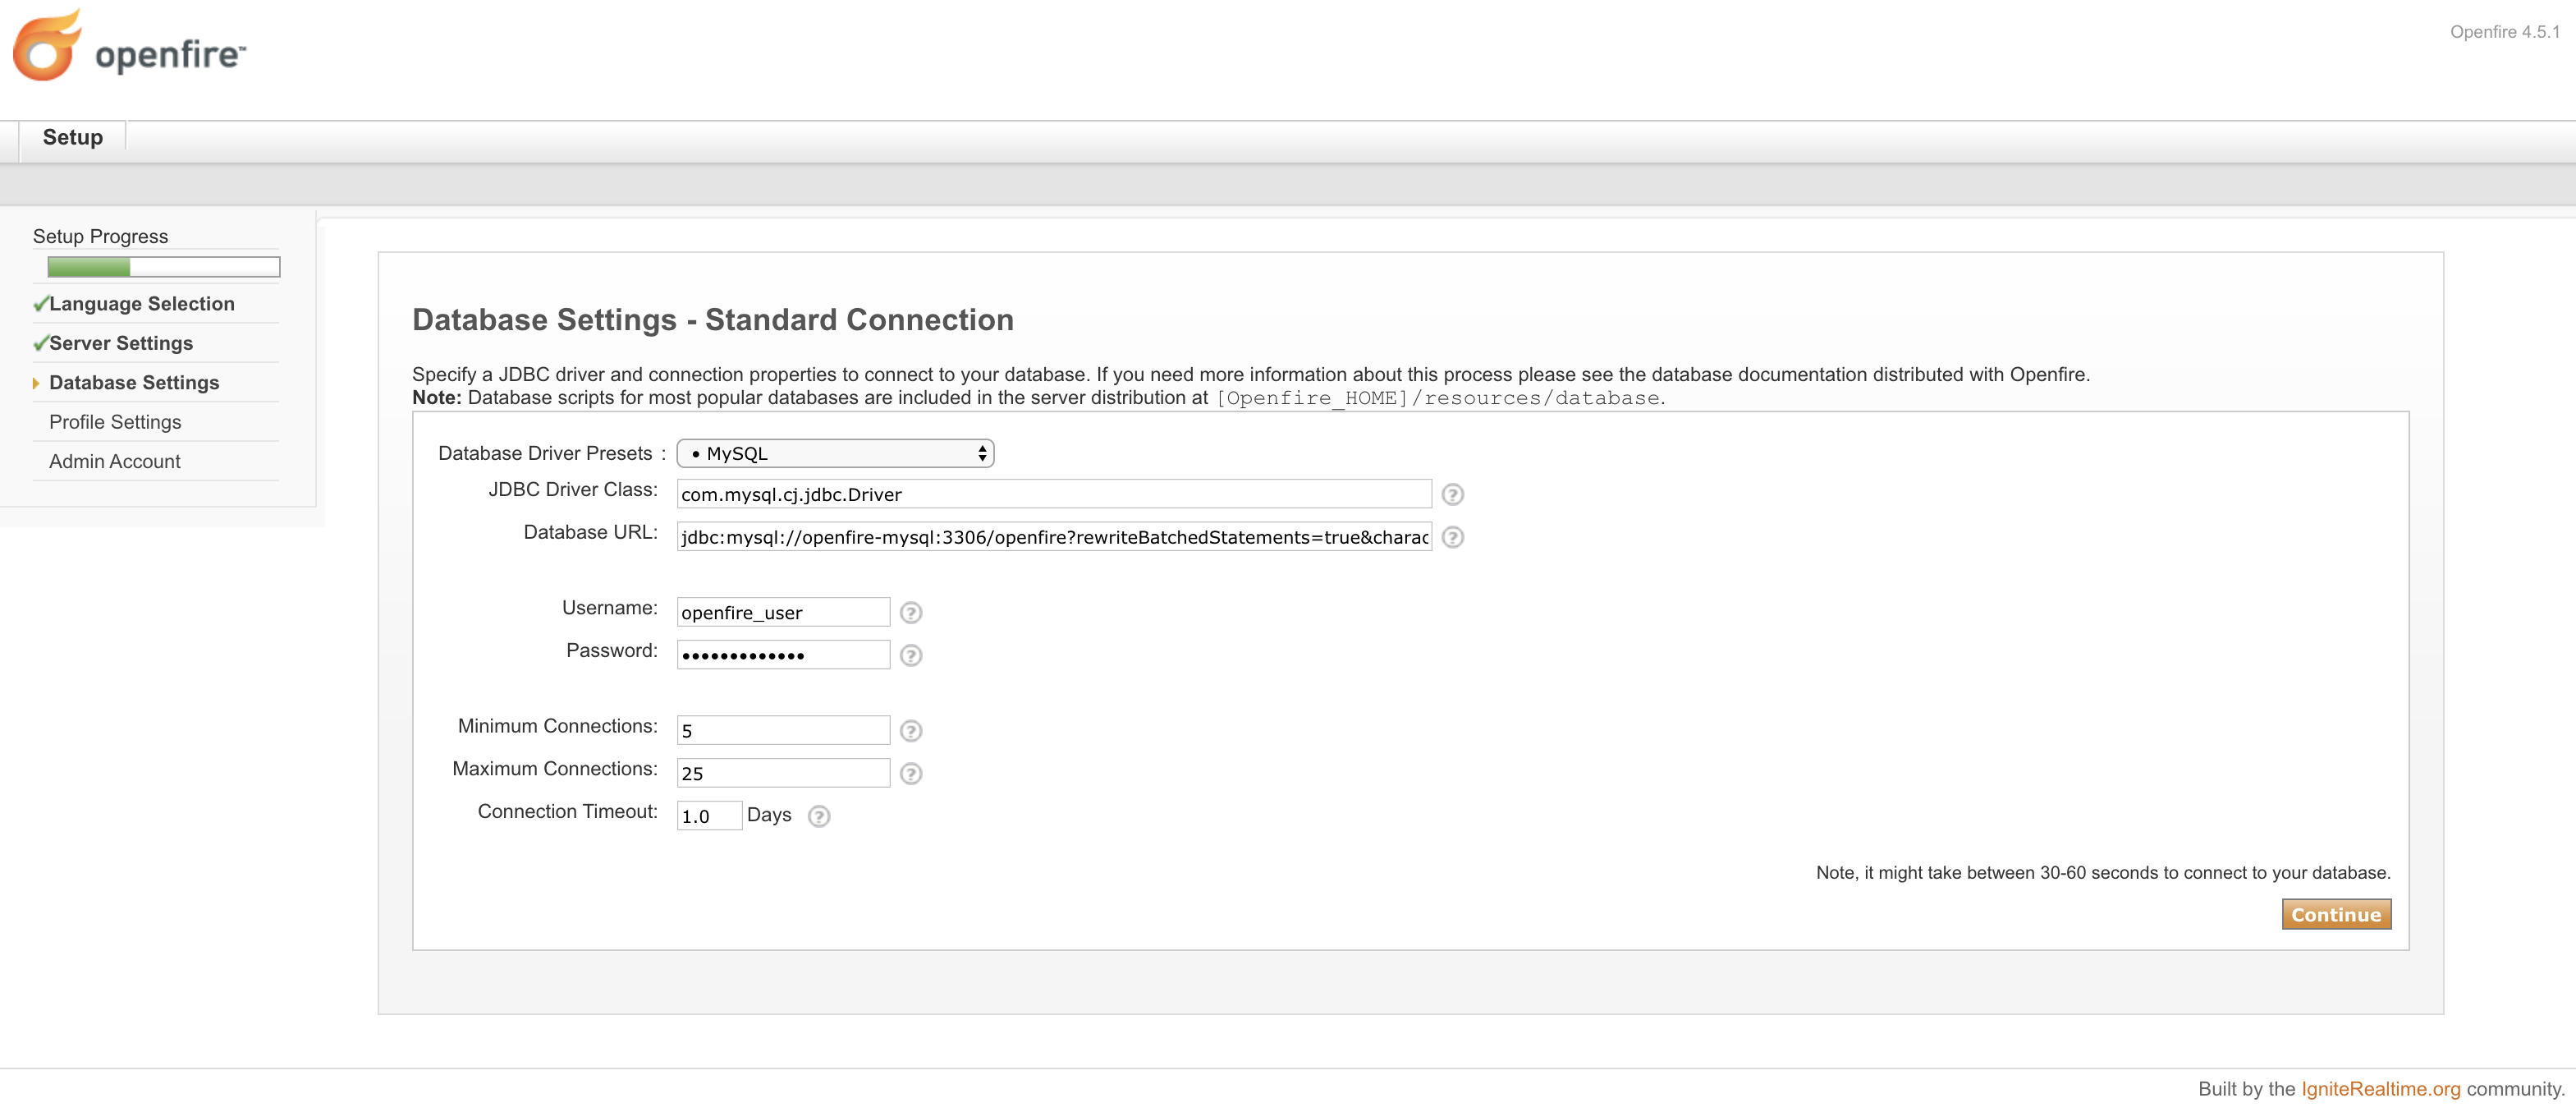 openfire™
Openfire 4.5.1
Setup
Setup Progress
Language Selection
Server Settings
Database Settings
Profile Settings
Admin Account
Database Settings - Standard Connection
Specify a JDBC driver and connection properties to connect to your database. If you need more information about this process please see the database documentation distributed with Openfire.
Note: Database scripts for most popular databases are included in the server distribution at [Openfire_HOME]/resources/database.
Database Driver Presets : • MySQL
JDBC Driver Class: com.mysql.cj.jdbc.Driver
Database URL: jdbc:mysql://openfire-mysql:3306/openfire?rewriteBatchedStatements=true&charac
Username: openfire_user
Password: •••••••••••••
Minimum Connections: 5
Maximum Connections: 25
Connection Timeout: 1.0 Days
Note, it might take between 30-60 seconds to connect to your database.
Continue
Built by the IgniteRealtime.org community.